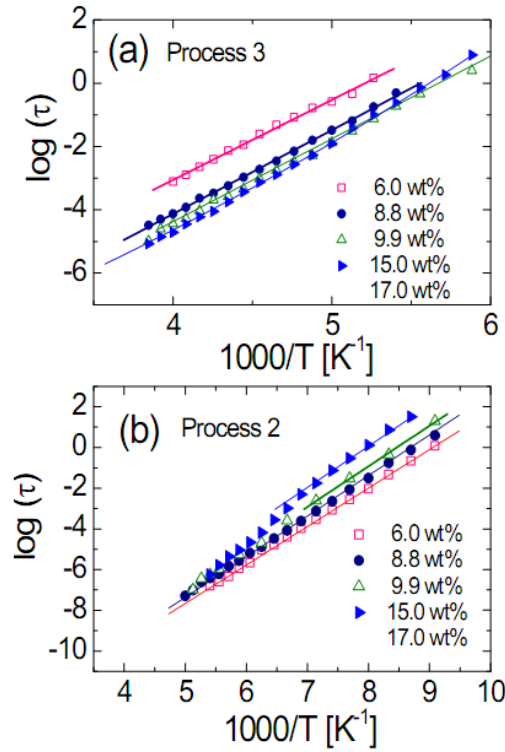 (a) Process 3
2
0
-2
-4
-6
log (τ)
6.0 wt%
8.8 wt%
9.9 wt%
15.0 wt%
17.0 wt%
4 5 6
1000/T [K⁻¹]
(b) Process 2
2
0
-2
-4
-6
-8
-10
log (τ)
6.0 wt%
8.8 wt%
9.9 wt%
15.0 wt%
17.0 wt%
4 5 6 7 8 9 10
1000/T [K⁻¹]